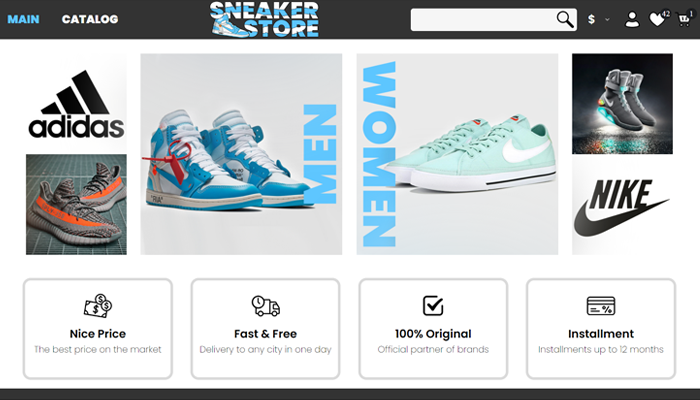 MAIN
CATALOG
SNEAKER
STORE
$
42
1
adidas
MEN
WOMEN
NIKE
Nice Price
The best price on the market
Fast & Free
Delivery to any city in one day
100% Original
Official partner of brands
Installment
Installments up to 12 months